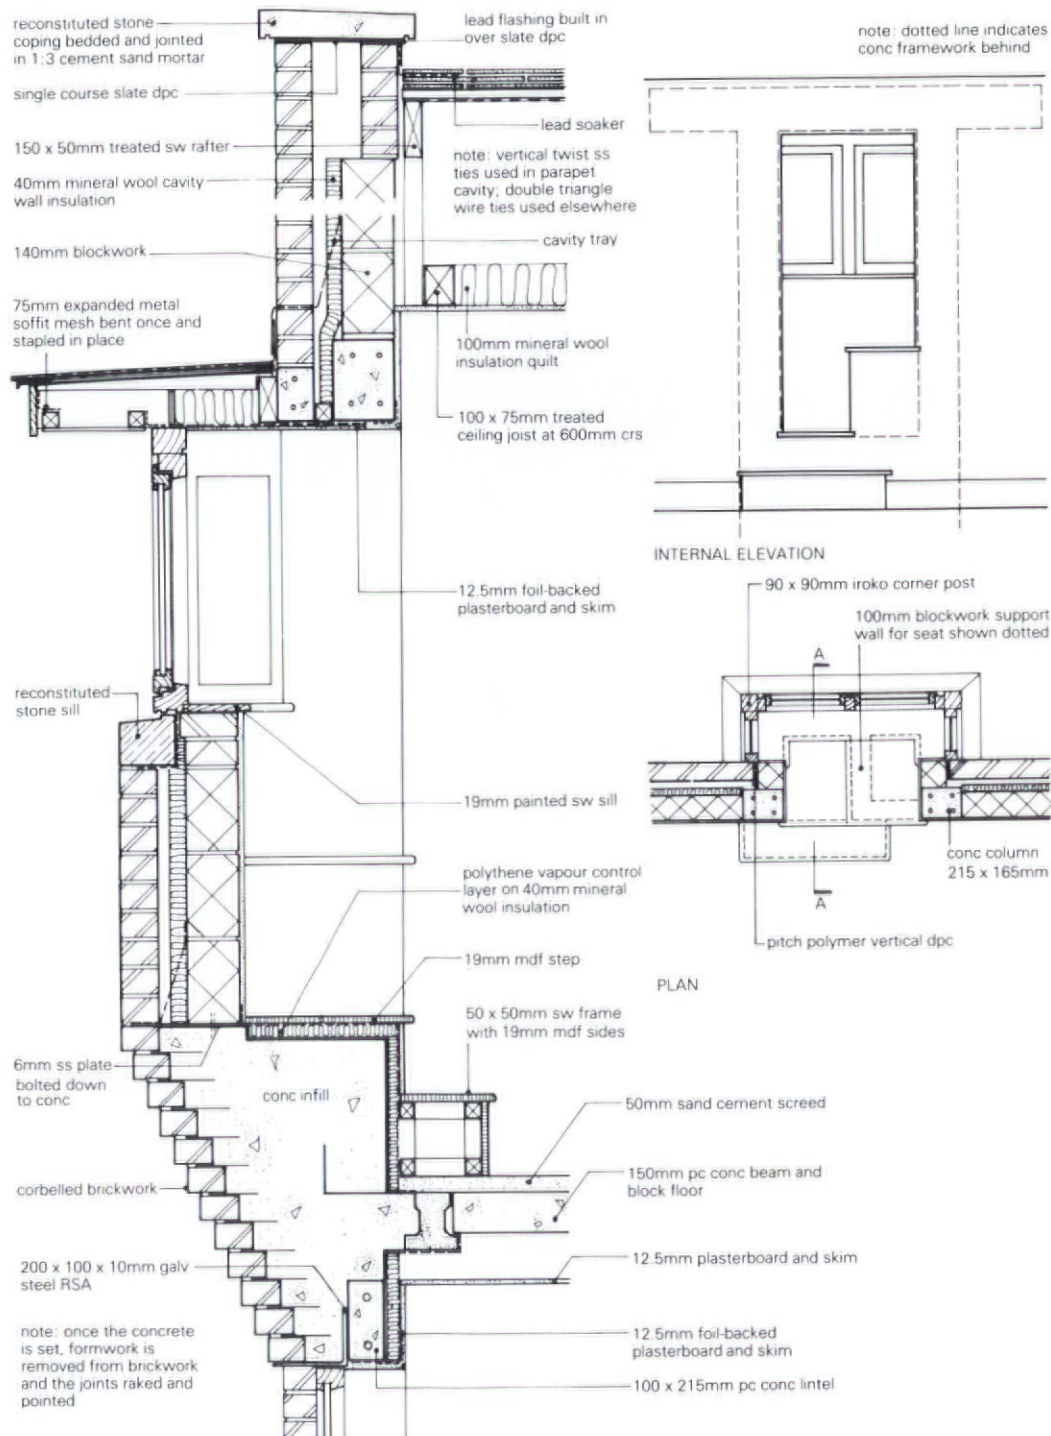 reconstituted stone
coping bedded and jointed
in 1:3 cement sand mortar
single course slate dpc
150 x 50mm treated sw rafter
40mm mineral wool cavity
wall insulation
140mm blockwork
75mm expanded metal
soffit mesh bent once and
stapled in place
reconstituted
stone sill
6mm ss plate
bolted down
to conc
corbelled brickwork
200 x 100 x 10mm galv
steel RSA
note: once the concrete
is set, formwork is
removed from brickwork
and the joints raked and
pointed
lead flashing built in
over slate dpc
lead soaker
note: vertical twist ss
ties used in parapet
cavity; double triangle
wire ties used elsewhere
cavity tray
100mm mineral wool
insulation quilt
100 x 75mm treated
ceiling joist at 600mm crs
12.5mm foil-backed
plasterboard and skim
19mm painted sw sill
polythene vapour control
layer on 40mm mineral
wool insulation
19mm mdf step
50 x 50mm sw frame
with 19mm mdf sides
conc infill
50mm sand cement screed
150mm pc conc beam and
block floor
12.5mm plasterboard and skim
12.5mm foil-backed
plasterboard and skim
100 x 215mm pc conc lintel
note: dotted line indicates
conc framework behind
INTERNAL ELEVATION
90 x 90mm iroko corner post
100mm blockwork support
wall for seat shown dotted
A
conc column
215 x 165mm
A
pitch polymer vertical dpc
PLAN